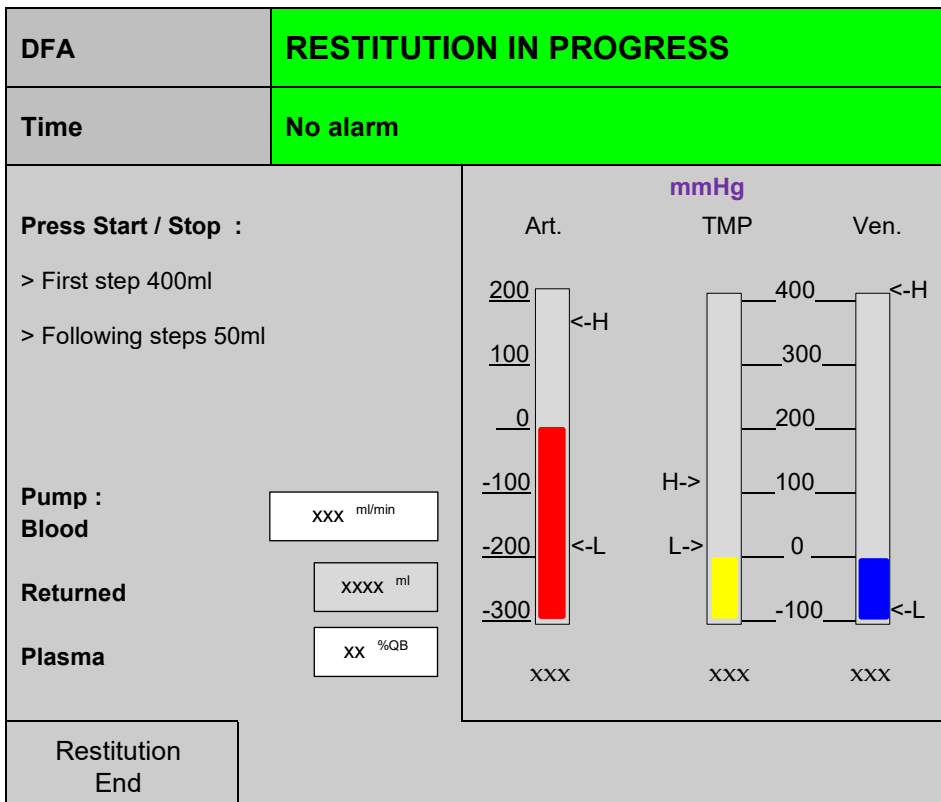 DFA
RESTITUTION IN PROGRESS
Time
No alarm
Press Start / Stop :
> First step 400ml
> Following steps 50ml
Pump :
Blood
xxx ml/min
Returned
xxxx ml
Plasma
xx %QB
mmHg
Art. TMP Ven.
200 400 <-H
<-H
100 300
0 200
-100 H-> 100
-200 <-L L-> 0
-300 -100 <-L
xxx xxx xxx
Restitution
End